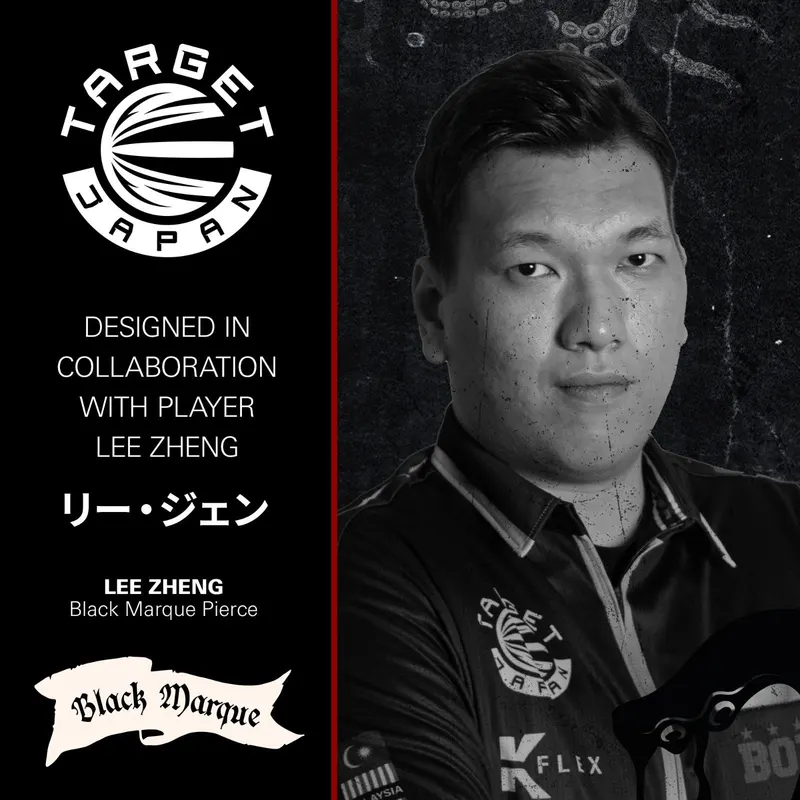 TARGET
JAPAN
DESIGNED IN
COLLABORATION
WITH PLAYER
LEE ZHENG
リー・ジェン
LEE ZHENG
Black Marque Pierce
Black Marque
TARGET
JAPAN
K FLEX